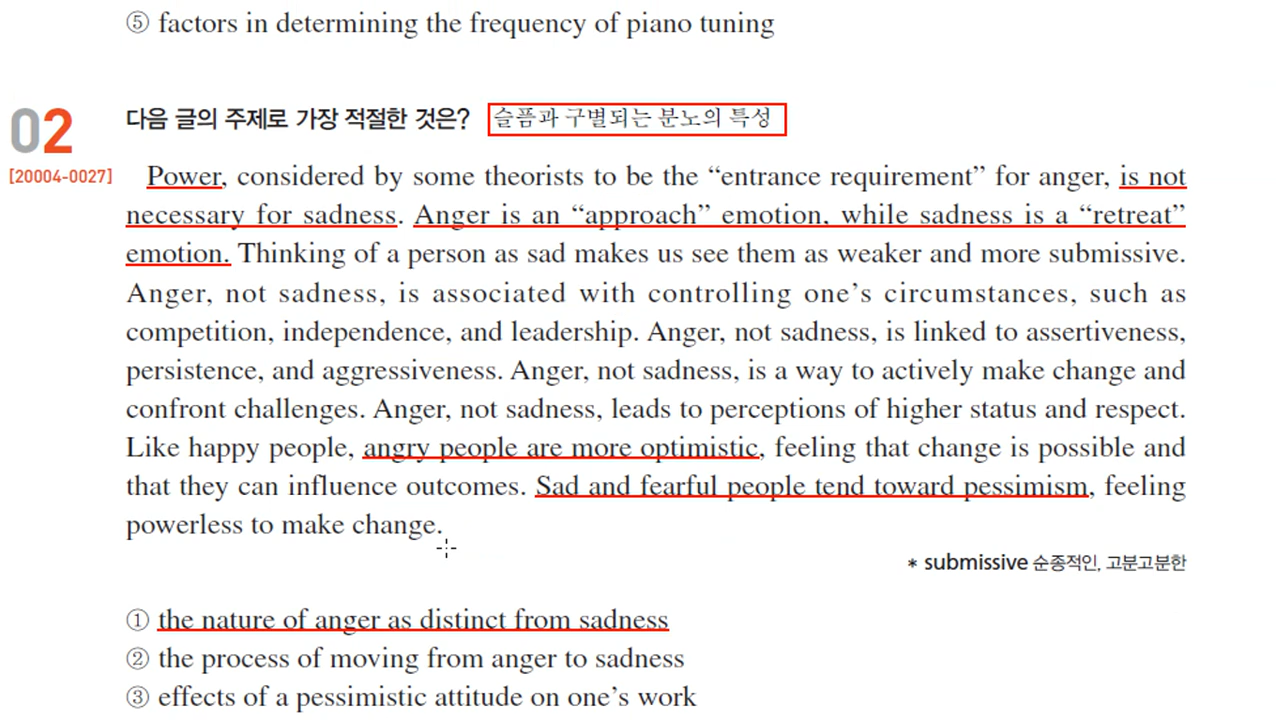 ⑤ factors in determining the frequency of piano tuning
02 다음 글의 주제로 가장 적절한 것은? 슬픔과 구별되는 분노의 특성
[20004-0027] Power, considered by some theorists to be the “entrance requirement” for anger, is not
necessary for sadness. Anger is an “approach” emotion, while sadness is a “retreat”
emotion. Thinking of a person as sad makes us see them as weaker and more submissive.
Anger, not sadness, is associated with controlling one’s circumstances, such as
competition, independence, and leadership. Anger, not sadness, is linked to assertiveness,
persistence, and aggressiveness. Anger, not sadness, is a way to actively make change and
confront challenges. Anger, not sadness, leads to perceptions of higher status and respect.
Like happy people, angry people are more optimistic, feeling that change is possible and
that they can influence outcomes. Sad and fearful people tend toward pessimism, feeling
powerless to make change.
* submissive 순종적인, 고분고분한
① the nature of anger as distinct from sadness
② the process of moving from anger to sadness
③ effects of a pessimistic attitude on one’s work